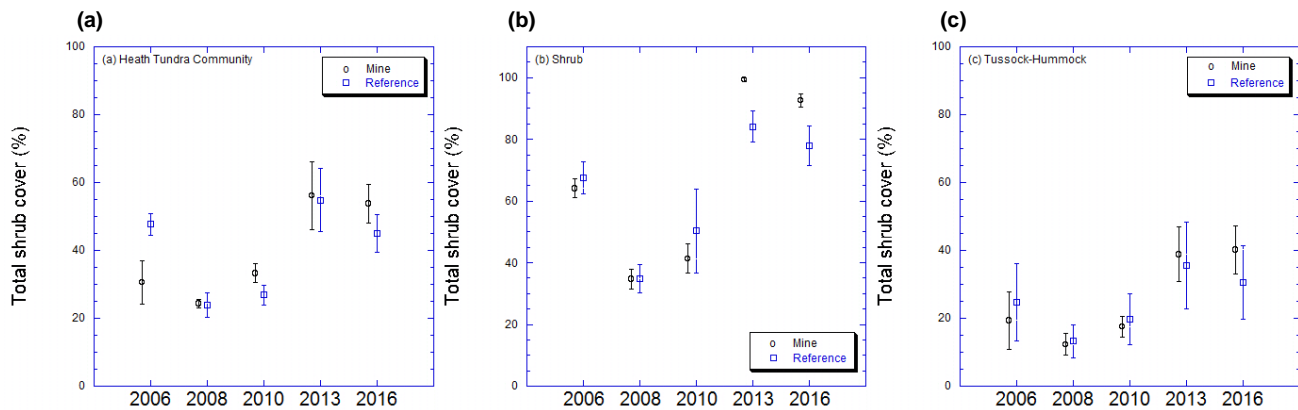 (a)
(b)
(c)
(a) Heath Tundra Community
Mine
Reference
Total shrub cover (%)
100
80
60
40
20
0
2006 2008 2010 2013 2016
(b) Shrub
Mine
Reference
Total shrub cover (%)
100
80
60
40
20
0
2006 2008 2010 2013 2016
(c) Tussock-Hummock
Mine
Reference
Total shrub cover (%)
100
80
60
40
20
0
2006 2008 2010 2013 2016